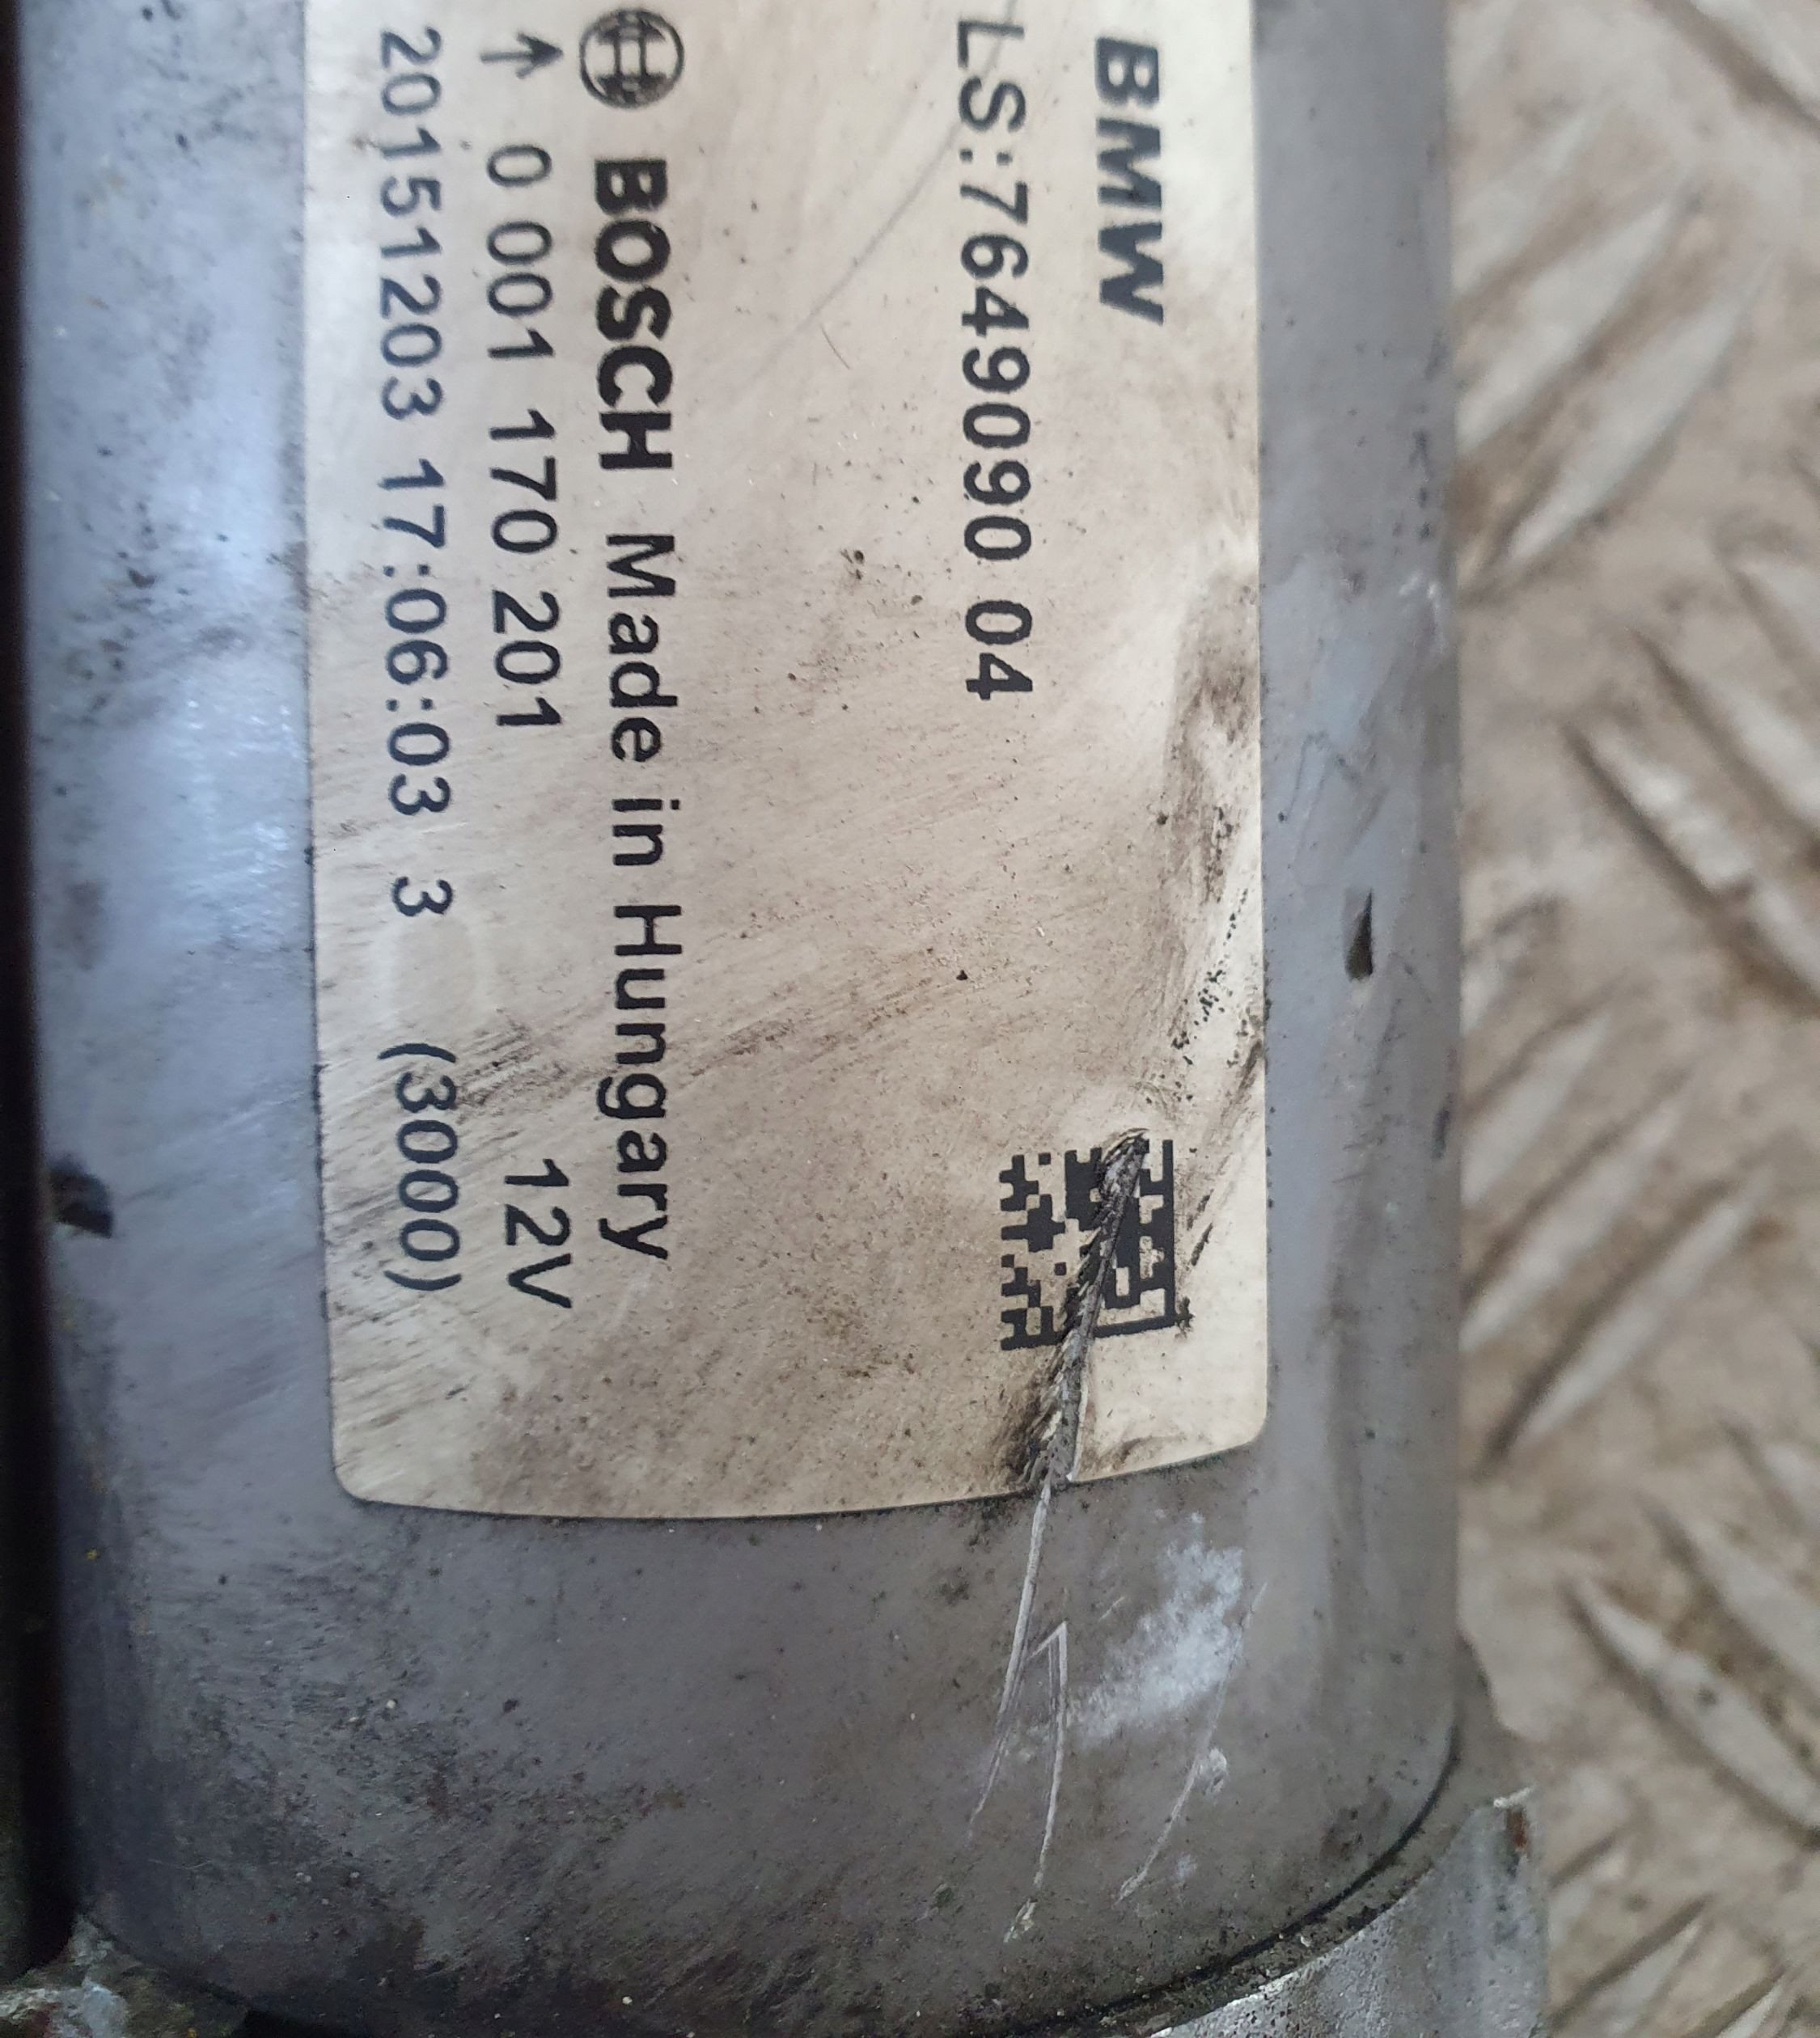 BMW
LS:7649090 04
BOSCH Made in Hungary
→ 0 001 170 201 12V
20151203 17:06:03 3 (3000)